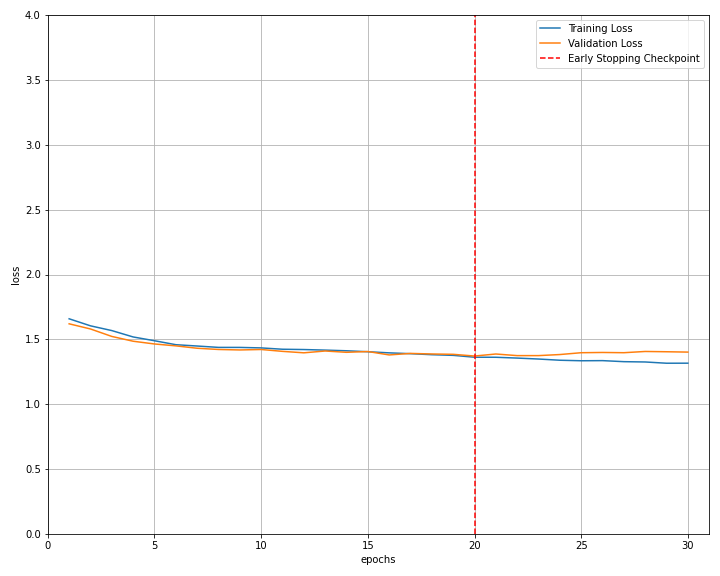 4.0
3.5
3.0
2.5
2.0
1.5
1.0
0.5
0.0
loss
Training Loss
Validation Loss
Early Stopping Checkpoint
0 5 10 15 20 25 30
epochs